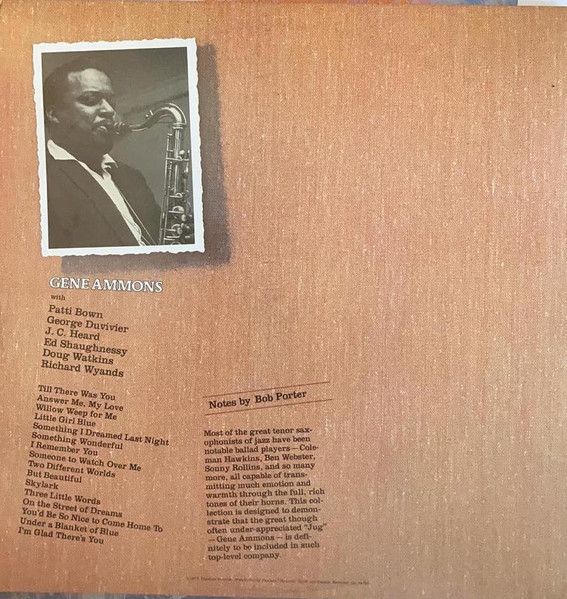 GENE AMMONS
with
Patti Bown
George Duvivier
J. C. Heard
Ed Shaughnessy
Doug Watkins
Richard Wyands
Till There Was You
Answer Me, My Love
Willow Weep for Me
Little Girl Blue
Something I Dreamed Last Night
Something Wonderful
I Remember You
Someone to Watch Over Me
Two Different Worlds
But Beautiful
Skylark
Three Little Words
On the Street of Dreams
You'd Be So Nice to Come Home To
Under a Blanket of Blue
I'm Glad There's You
Notes by Bob Porter
Most of the great tenor sax-
ophonists of jazz have been
notable ballad players — Cole-
man Hawkins, Ben Webster,
Sonny Rollins, and so many
more, all capable of trans-
mitting much emotion and
warmth through the full, rich
tones of their horns. This col-
lection is designed to demon-
strate that the great though
often under-appreciated "Jug"
— Gene Ammons — is defi-
nitely to be included in such
top-level company.